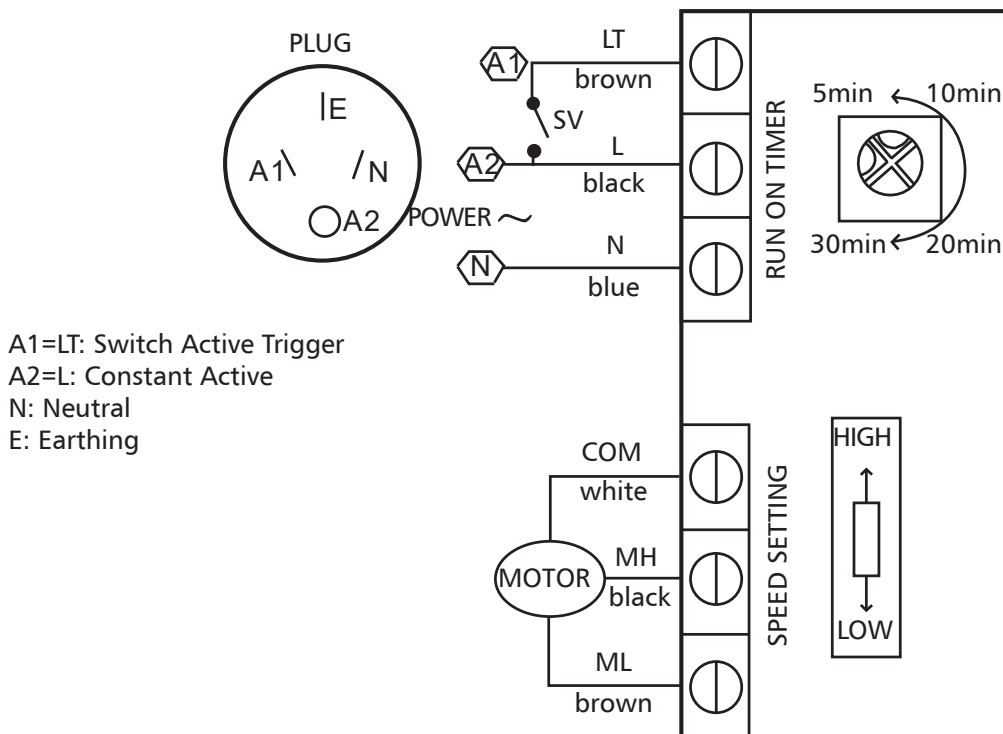 PLUG
E
A1
N
A2
A1=LT: Switch Active Trigger
A2=L: Constant Active
N: Neutral
E: Earthing
A1
LT
brown
SV
A2
L
black
POWER ~
N
N
blue
RUN ON TIMER
5min
10min
30min
20min
COM
white
MOTOR
MH
black
ML
brown
SPEED SETTING
HIGH
LOW